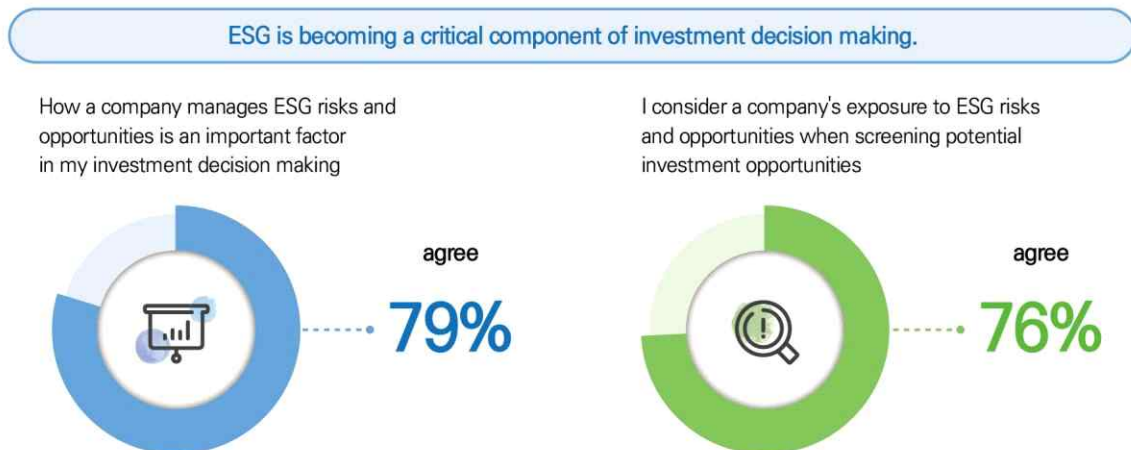 ESG is becoming a critical component of investment decision making.
How a company manages ESG risks and
opportunities is an important factor
in my investment decision making
agree
79%
I consider a company's exposure to ESG risks
and opportunities when screening potential
investment opportunities
agree
76%